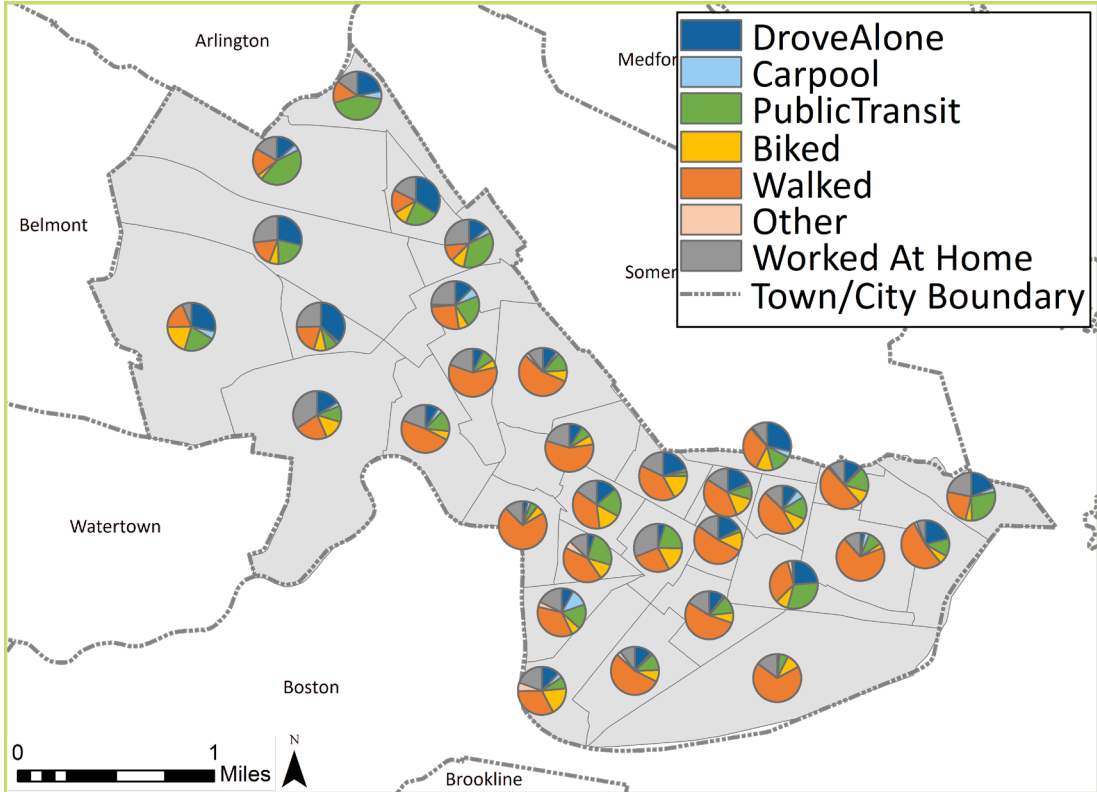 Arlington
Medfor
DroveAlone
Carpool
PublicTransit
Biked
Walked
Other
Worked At Home
Town/City Boundary
Belmont
Somer
Watertown
Boston
Brookline
0 1
Miles
N